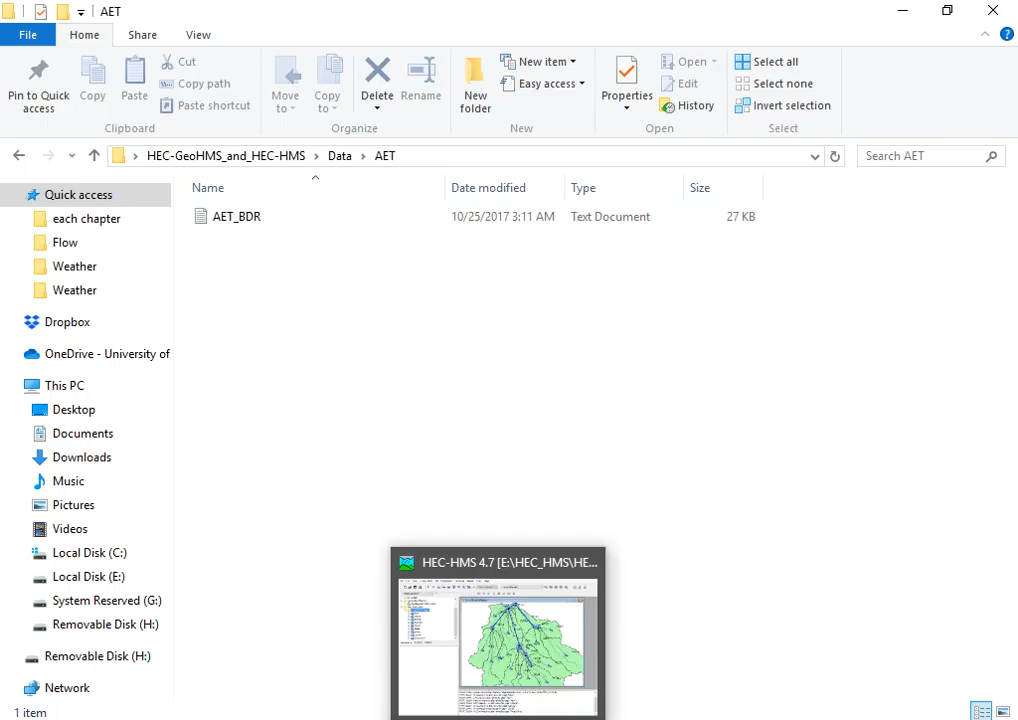 AET
File Home Share View
Pin to Quick access
Copy
Paste
Cut
Copy path
Paste shortcut
Clipboard
Move to
Copy to
Delete
Rename
Organize
New folder
New item
Easy access
New
Properties
Open
Edit
History
Open
Select all
Select none
Invert selection
Select
HEC-GeoHMS_and_HEC-HMS > Data > AET
Search AET
Name Date modified Type Size
AET_BDR 10/25/2017 3:11 AM Text Document 27 KB
Quick access
each chapter
Flow
Weather
Weather
Dropbox
OneDrive - University of
This PC
Desktop
Documents
Downloads
Music
Pictures
Videos
Local Disk (C:)
Local Disk (E:)
System Reserved (G:)
Removable Disk (H:)
Removable Disk (H:)
Network
HEC-HMS 4.7 [E:\HEC_HMS\HE...
1 item